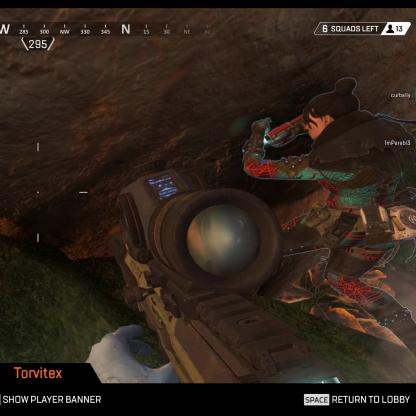 W 285 300 NW 330 345 N 15 30 NE
295
6 SQUADS LEFT 13
curbally
ImParabl3
Torvitex
SHOW PLAYER BANNER
SPACE RETURN TO LOBBY